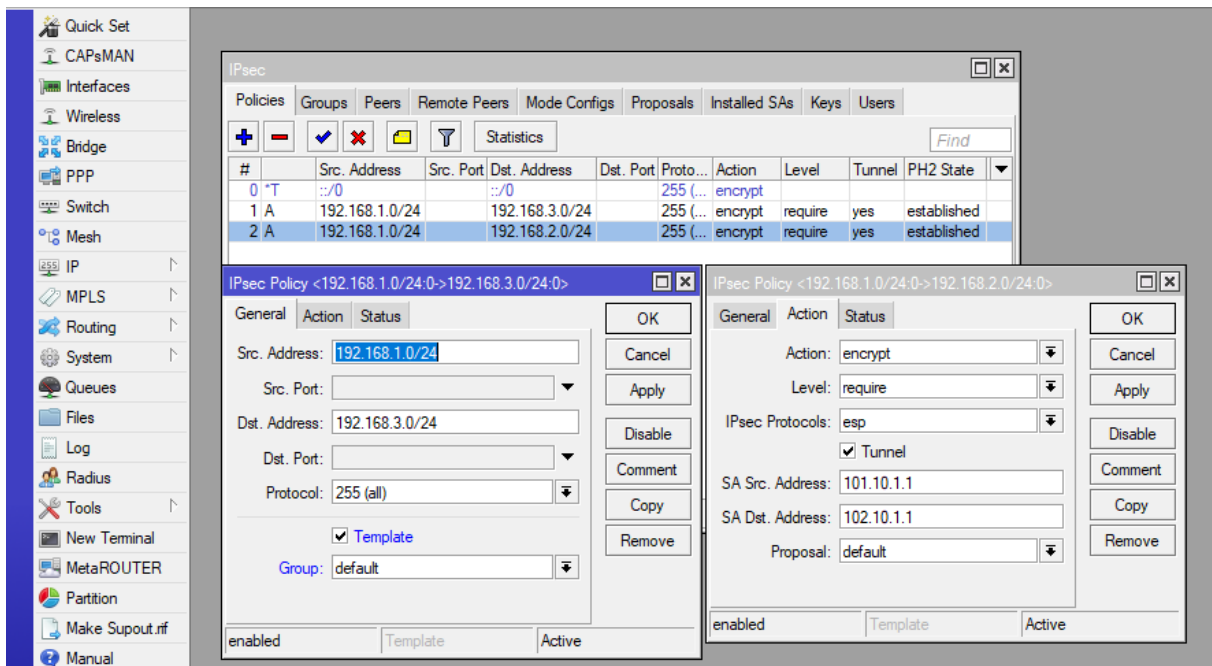 Quick Set
CAPsMAN
Interfaces
Wireless
Bridge
PPP
Switch
Mesh
255 IP
MPLS
Routing
System
Queues
Files
Log
Radius
Tools
New Terminal
MetaROUTER
Partition
Make Supout.rif
Manual
IPsec
Policies Groups Peers Remote Peers Mode Configs Proposals Installed SAs Keys Users
Statistics Find
# Src. Address Src. Port Dst. Address Dst. Port Proto... Action Level Tunnel PH2 State
0 *T ::/0 ::/0 255 (... encrypt
1 A 192.168.1.0/24 192.168.3.0/24 255 (... encrypt require yes established
2 A 192.168.1.0/24 192.168.2.0/24 255 (... encrypt require yes established
IPsec Policy <192.168.1.0/24:0->192.168.3.0/24:0>
General Action Status
OK
Src. Address: 192.168.1.0/24
Cancel
Src. Port:
Apply
Dst. Address: 192.168.3.0/24
Disable
Dst. Port:
Comment
Protocol: 255 (all)
Copy
Template
Remove
Group: default
enabled Template Active
IPsec Policy <192.168.1.0/24:0->192.168.2.0/24:0>
General Action Status
OK
Action: encrypt
Cancel
Level: require
Apply
IPsec Protocols: esp
Disable
Tunnel
Comment
SA Src. Address: 101.10.1.1
Copy
SA Dst. Address: 102.10.1.1
Remove
Proposal: default
enabled Template Active